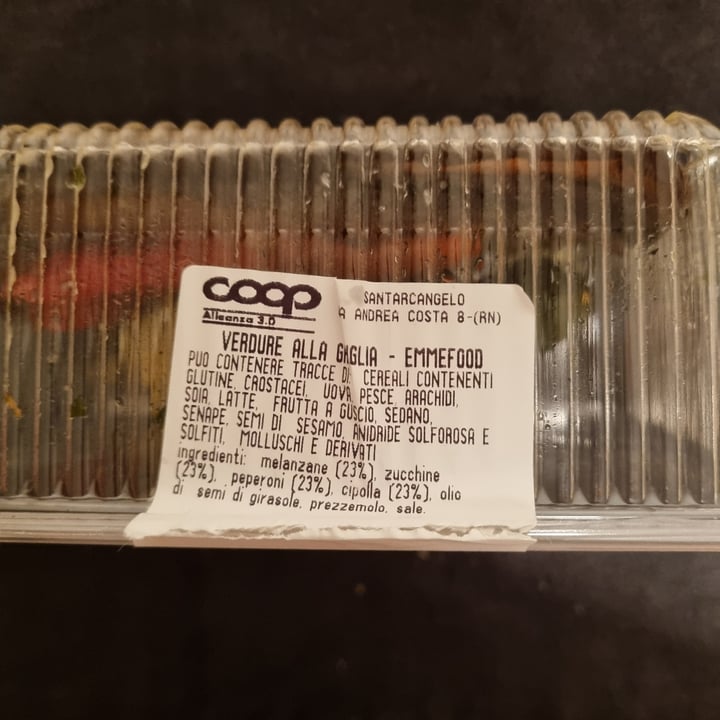 coop
Alleanza 3.0
SANTARCANGELO
A ANDREA COSTA 8-(RN)
VERDURE ALLA GRIGLIA - EMMEFOOD
PUO CONTENERE TRACCE DI: CEREALI CONTENENTI
GLUTINE, CROSTACEI, UOVA, PESCE, ARACHIDI,
SOIA, LATTE, FRUTTA A GUSCIO, SEDANO,
SENAPE, SEMI DI SESAMO, ANIDRIDE SOLFOROSA E
SOLFITI, MOLLUSCHI E DERIVATI
ingredienti: melanzane (23%), zucchine
(23%), peperoni (23%), cipolla (23%), olio
di semi di girasole, prezzemolo, sale.